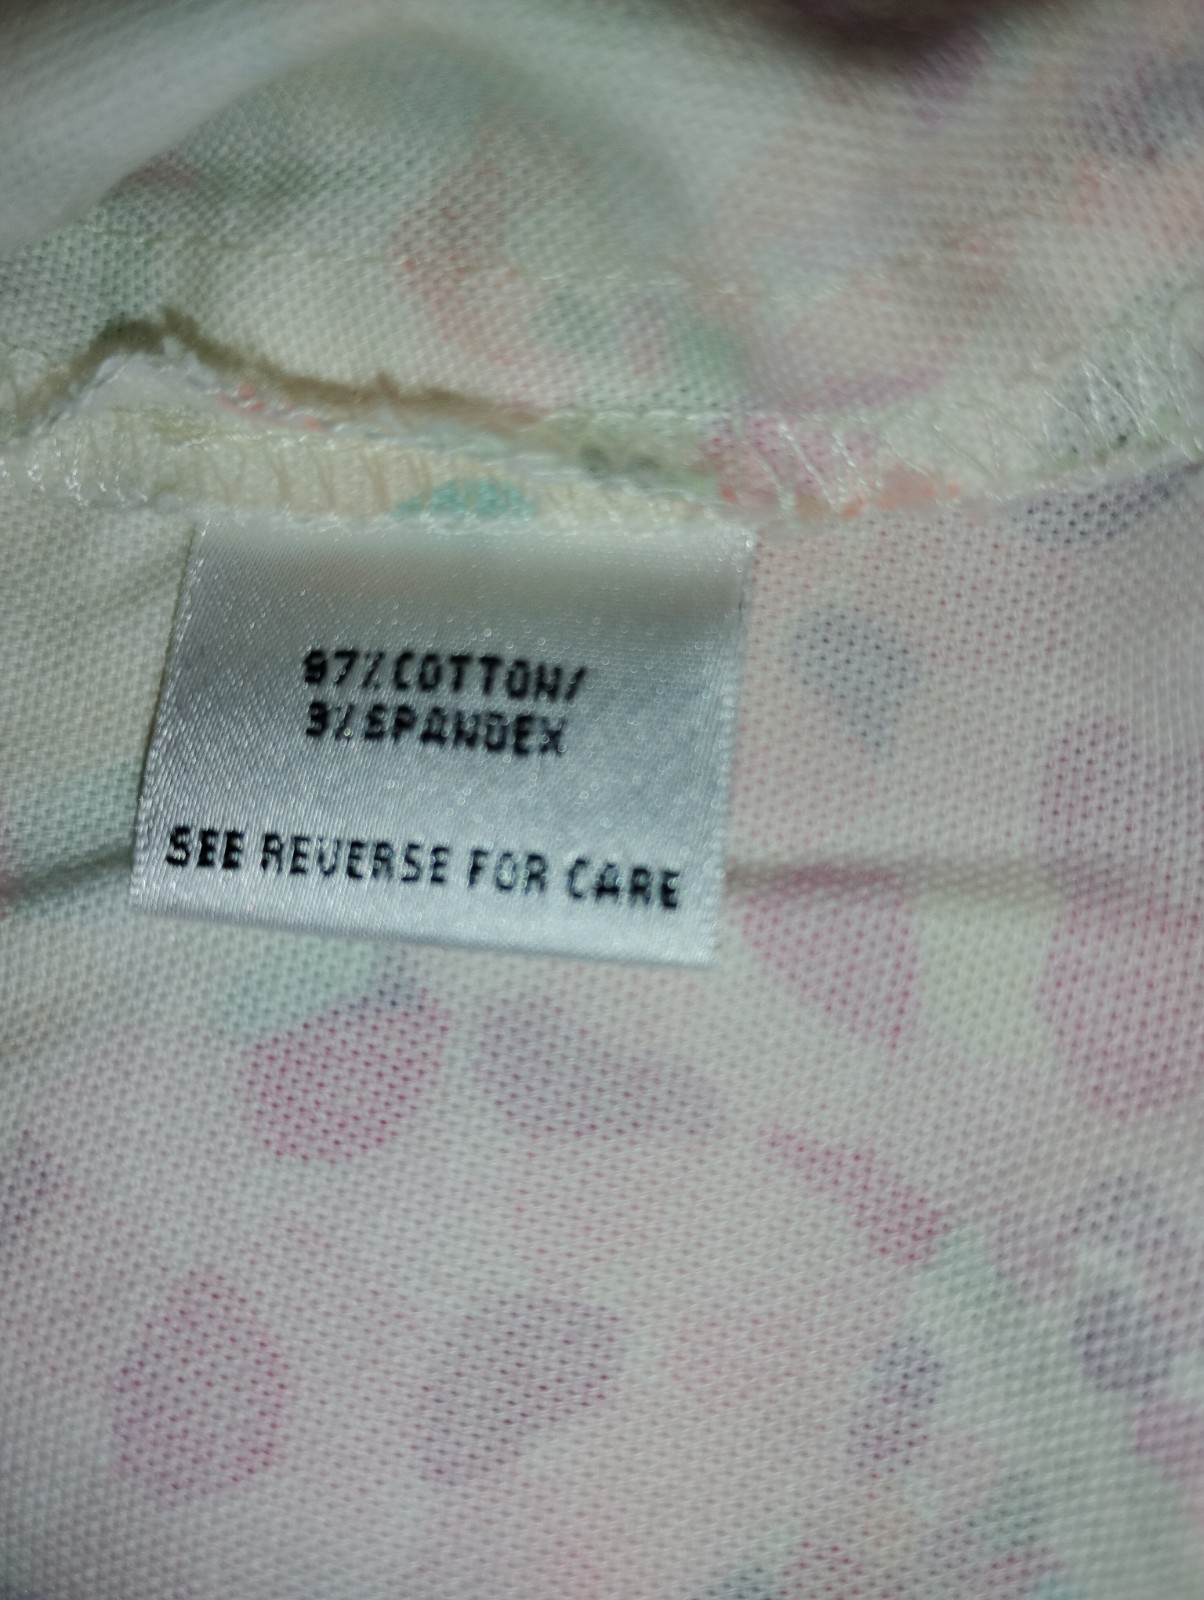 97%COTTON/
3%SPANDEX
SEE REVERSE FOR CARE